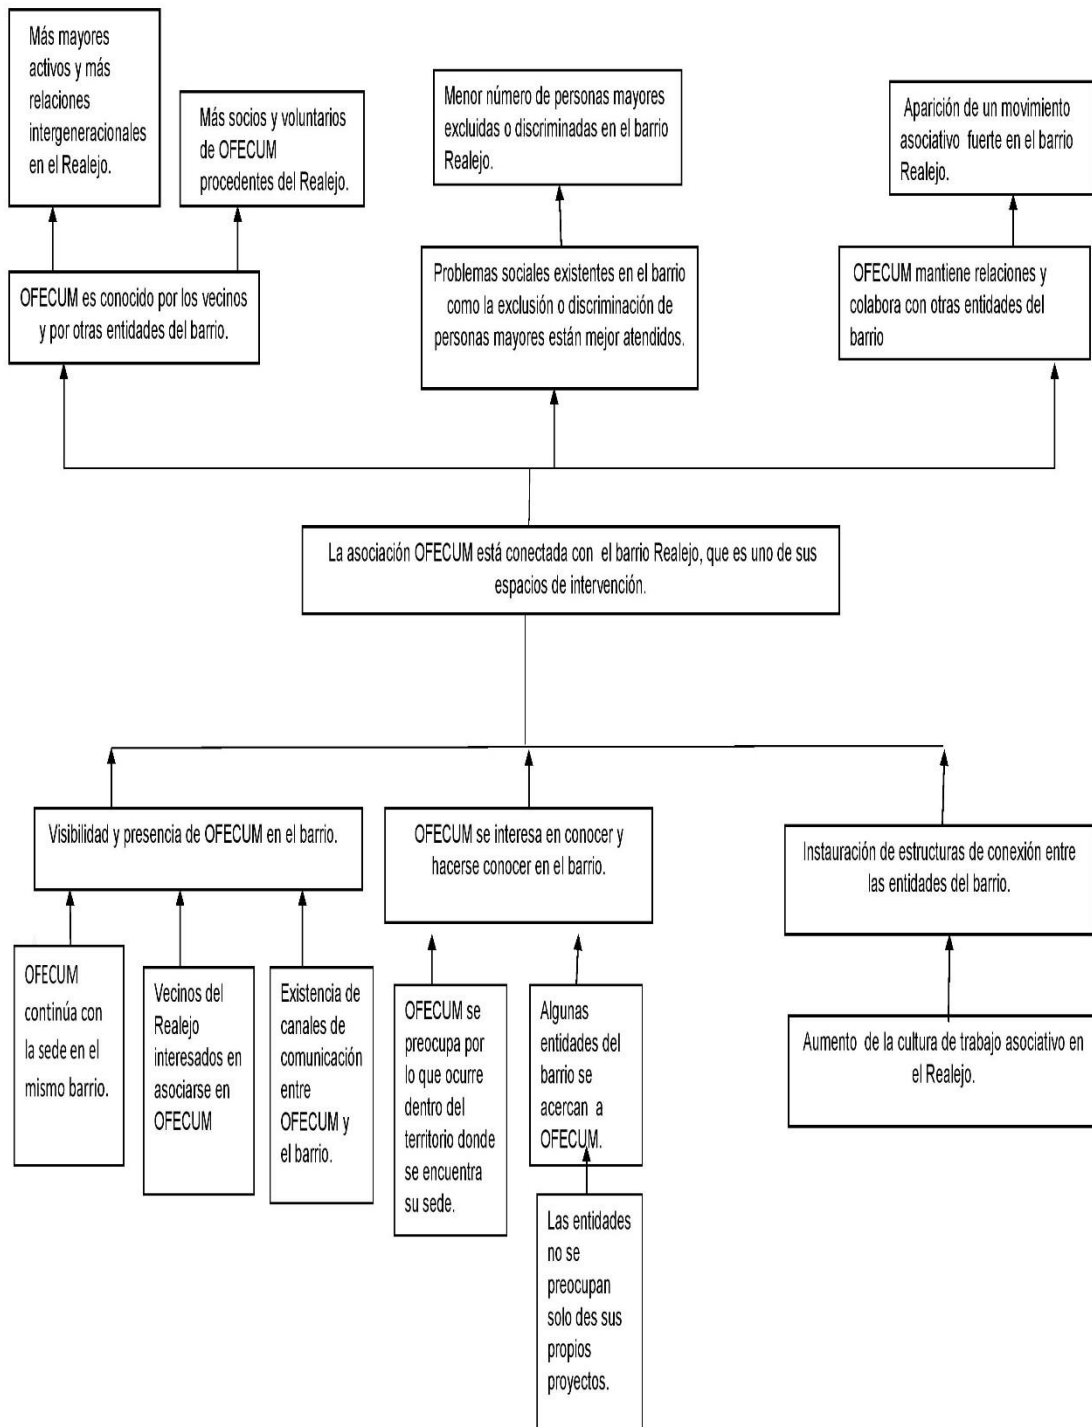 Más mayores
activos y más
relaciones
intergeneracionales
en el Realejo.
Más socios y voluntarios
de OFECUM
procedentes del Realejo.
Menor número de personas mayores
excluidas o discriminadas en el barrio
Realejo.
Aparición de un movimiento
asociativo fuerte en el barrio
Realejo.
OFECUM es conocido por los vecinos
y por otras entidades del barrio.
Problemas sociales existentes en el barrio
como la exclusión o discriminación de
personas mayores están mejor atendidos.
OFECUM mantiene relaciones y
colabora con otras entidades del
barrio
La asociación OFECUM está conectada con el barrio Realejo, que es uno de sus
espacios de intervención.
Visibilidad y presencia de OFECUM en el barrio.
OFECUM se interesa en conocer y
hacerse conocer en el barrio.
Instauración de estructuras de conexión entre
las entidades del barrio.
OFECUM
continúa con
la sede en el
mismo barrio.
Vecinos del
Realejo
interesados en
asociarse en
OFECUM
Existencia de
canales de
comunicación
entre
OFECUM y
el barrio.
OFECUM se
preocupa por
lo que ocurre
dentro del
territorio donde
se encuentra
su sede.
Algunas
entidades del
barrio se
acercan a
OFECUM.
Aumento de la cultura de trabajo asociativo en
el Realejo.
Las entidades
no se
preocupan
solo des sus
propios
proyectos.